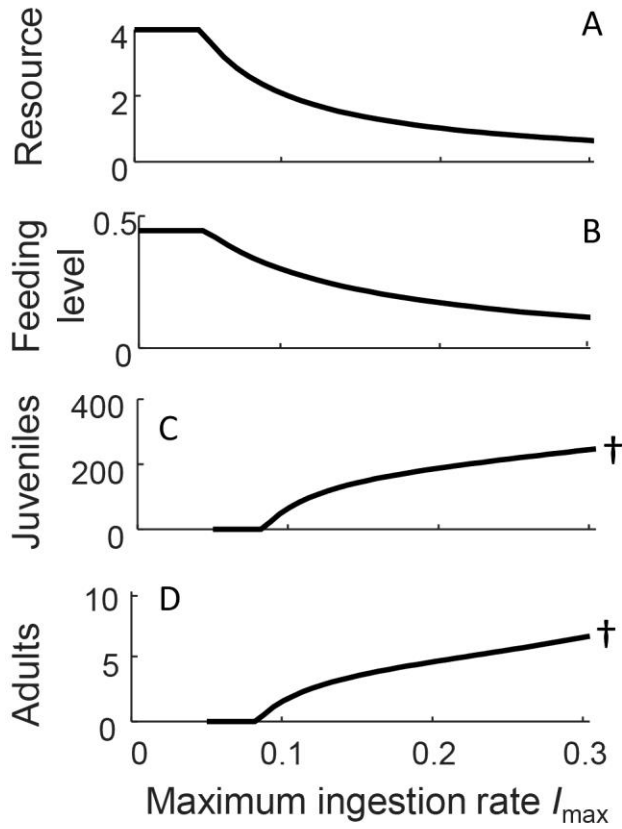 Resource
4
2
0
A
Feeding
level
0.5
0
B
Juveniles
400
200
0
C
†
Adults
10
5
0
D
†
0 0.1 0.2 0.3
Maximum ingestion rate Imax